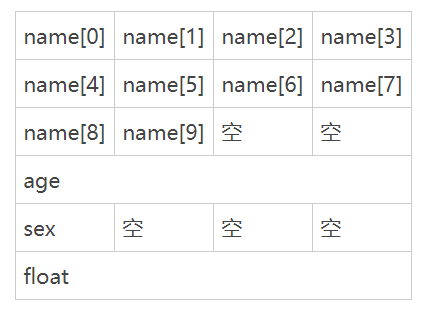 name[0] name[1] name[2] name[3]
name[4] name[5] name[6] name[7]
name[8] name[9] 空 空
age
sex 空 空 空
float